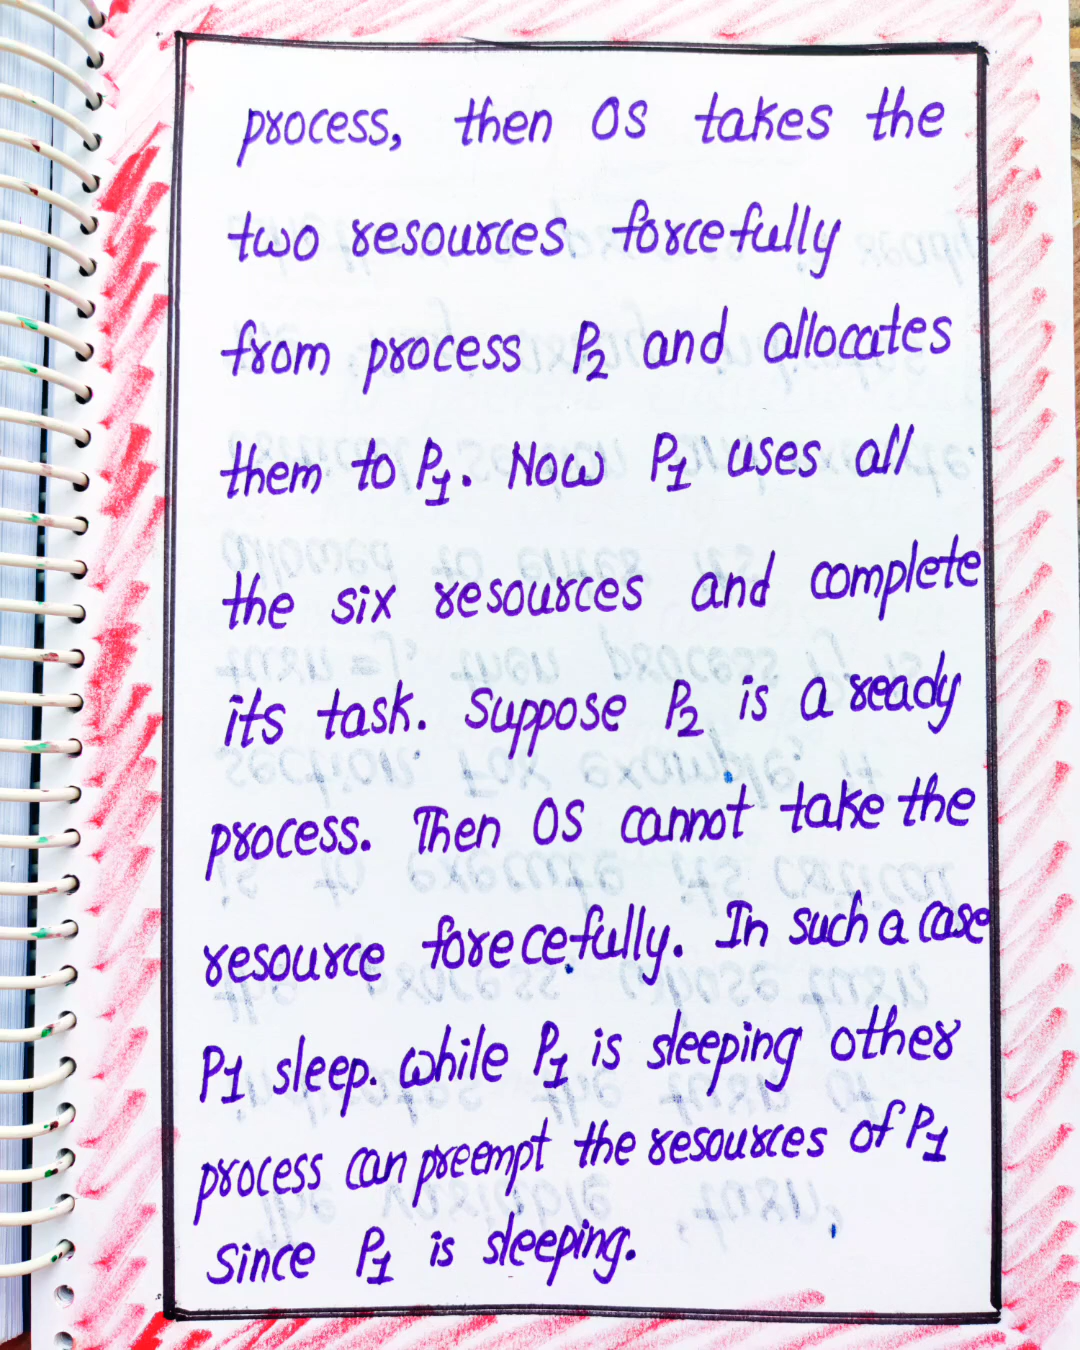 process, then OS takes the
two resources forcefully
from process P₂ and allocates
them to P₁. Now P₁ uses all
the six resources and complete
its task. Suppose P₂ is a ready
process. Then OS cannot take the
resource forecefully. In such a case
P1 sleep. while P₁ is sleeping other
process can preempt the resources of P₁
Since P₁ is sleeping.